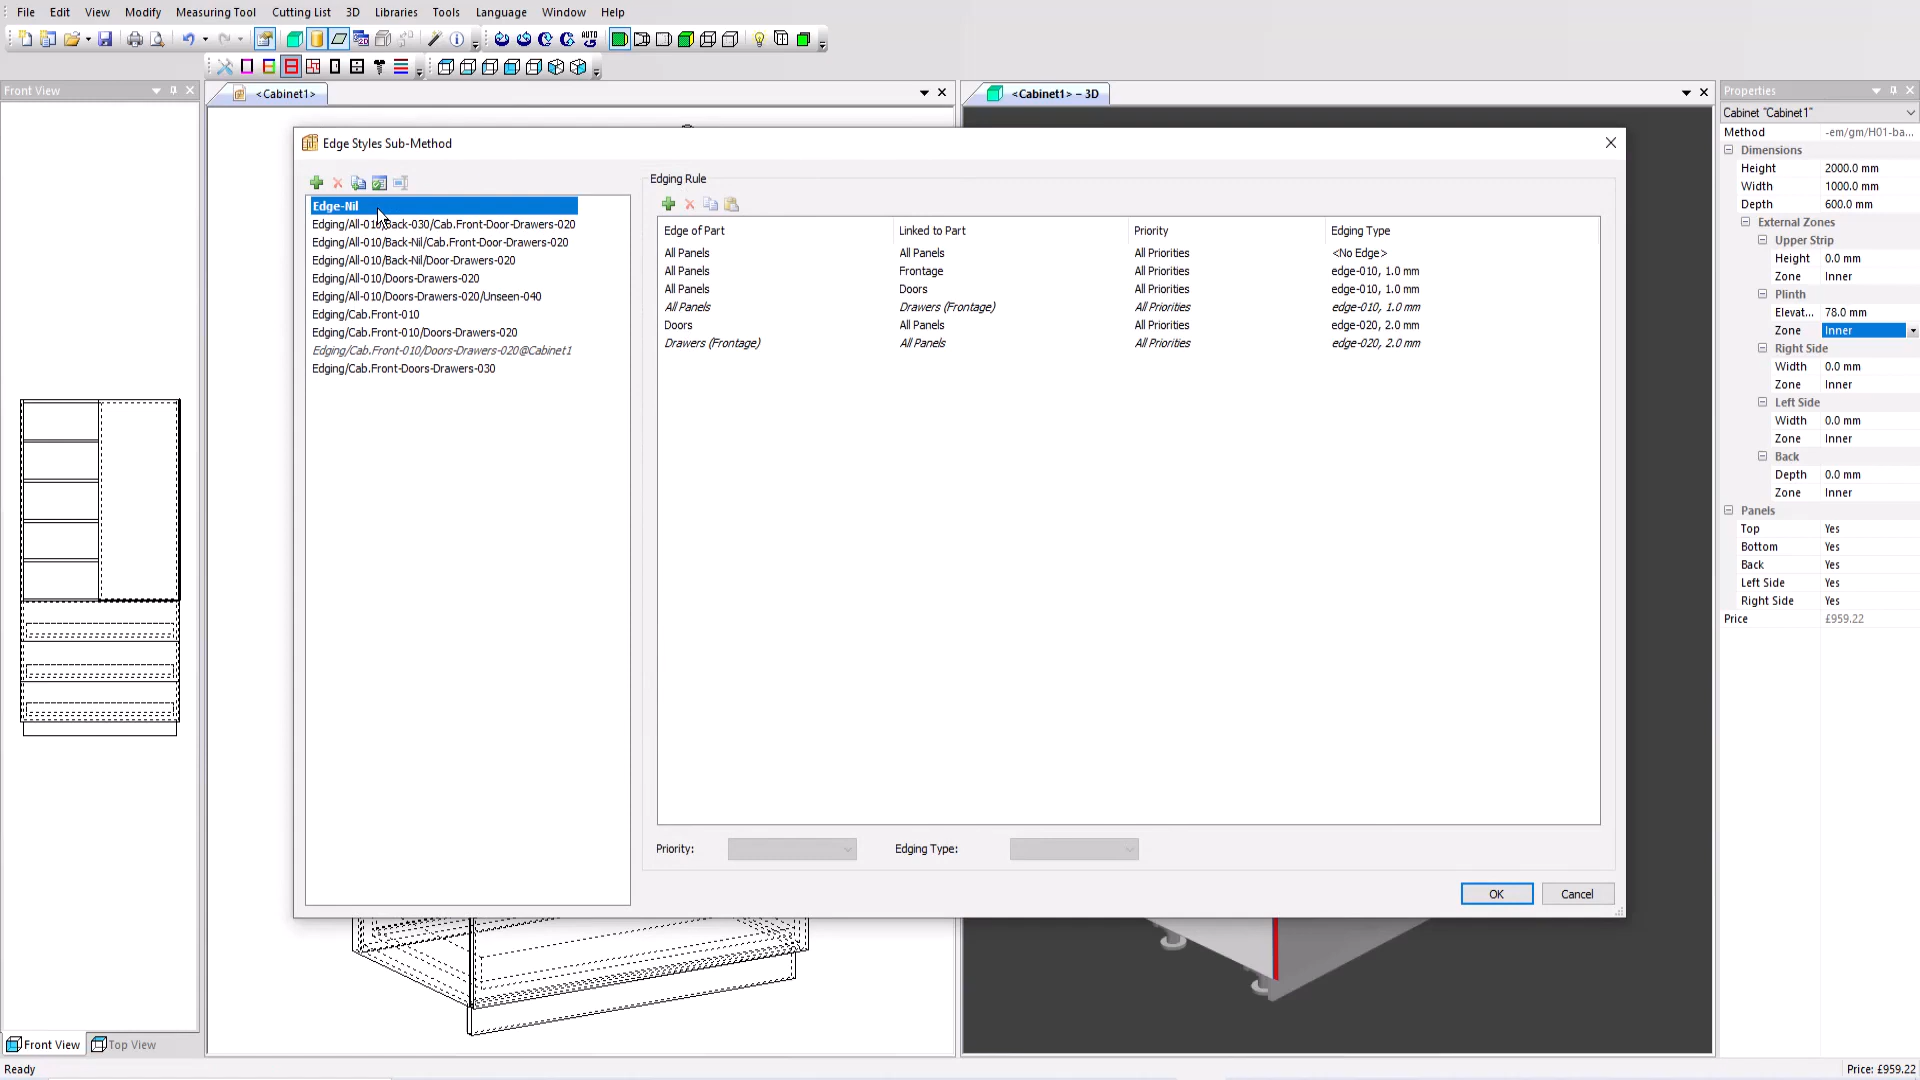 File Edit View Modify Measuring Tool Cutting List 3D Libraries Tools Language Window Help
AUTO
Front View
<Cabinet1>
<Cabinet1> – 3D
Properties
Cabinet "Cabinet1"
Method -em/gm/H01-ba...
Dimensions
Height 2000.0 mm
Width 1000.0 mm
Depth 600.0 mm
External Zones
Upper Strip
Height 0.0 mm
Zone Inner
Plinth
Elevat... 78.0 mm
Zone Inner
Right Side
Width 0.0 mm
Zone Inner
Left Side
Width 0.0 mm
Zone Inner
Back
Depth 0.0 mm
Zone Inner
Panels
Top Yes
Bottom Yes
Back Yes
Left Side Yes
Right Side Yes
Price £959.22
Edge Styles Sub-Method
Edge-Nil
Edging/All-010/Back-030/Cab.Front-Door-Drawers-020
Edging/All-010/Back-Nil/Cab.Front-Door-Drawers-020
Edging/All-010/Back-Nil/Door-Drawers-020
Edging/All-010/Doors-Drawers-020
Edging/All-010/Doors-Drawers-020/Unseen-040
Edging/Cab.Front-010
Edging/Cab.Front-010/Doors-Drawers-020
Edging/Cab.Front-010/Doors-Drawers-020@Cabinet1
Edging/Cab.Front-Doors-Drawers-030
Edging Rule
Edge of Part Linked to Part Priority Edging Type
All Panels All Panels All Priorities <No Edge>
All Panels Frontage All Priorities edge-010, 1.0 mm
All Panels Doors All Priorities edge-010, 1.0 mm
All Panels Drawers (Frontage) All Priorities edge-010, 1.0 mm
Doors All Panels All Priorities edge-020, 2.0 mm
Drawers (Frontage) All Panels All Priorities edge-020, 2.0 mm
Priority: Edging Type:
OK Cancel
Front View Top View
Ready Price: £959.22